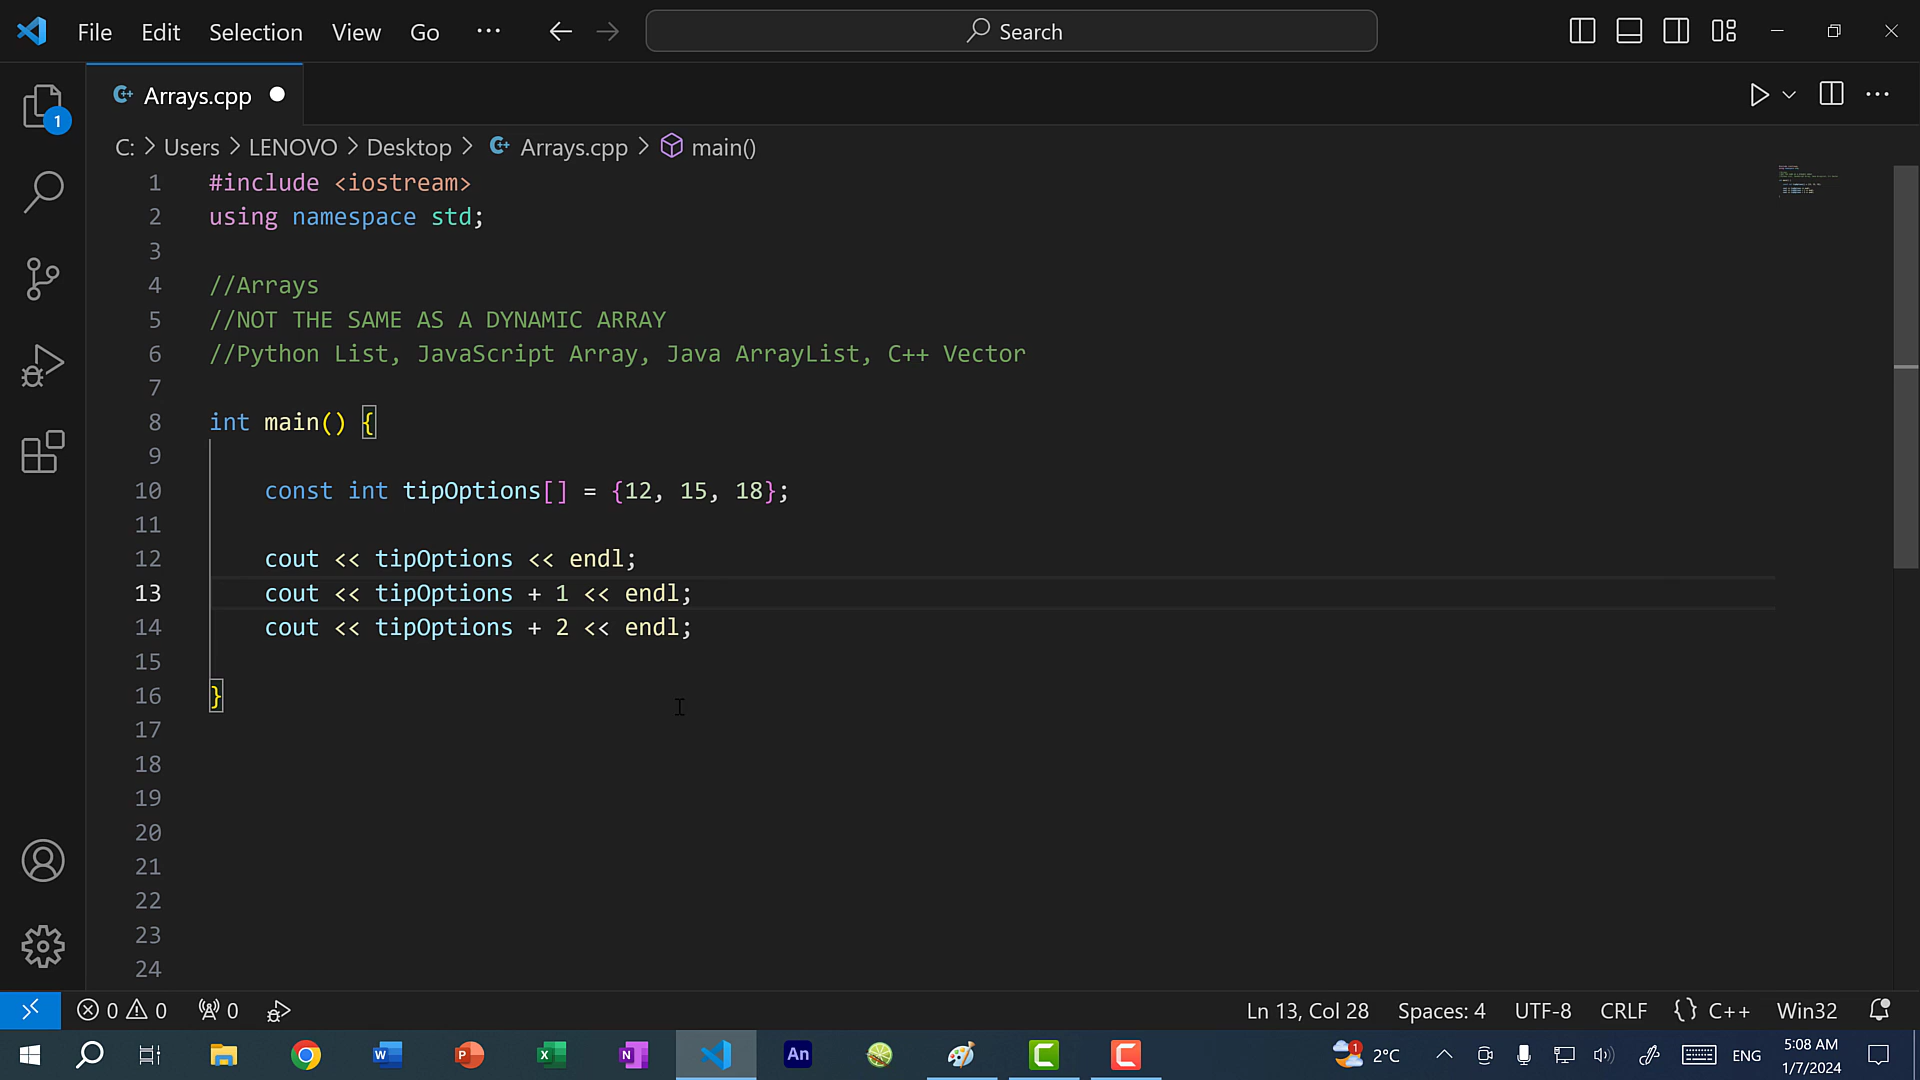 File Edit Selection View Go ... Search
1
Arrays.cpp
C: > Users > LENOVO > Desktop > Arrays.cpp > main()
1 #include <iostream>
2 using namespace std;
3
4 //Arrays
5 //NOT THE SAME AS A DYNAMIC ARRAY
6 //Python List, JavaScript Array, Java ArrayList, C++ Vector
7
8 int main() {
9
10 const int tipOptions[] = {12, 15, 18};
11
12 cout << tipOptions << endl;
13 cout << tipOptions + 1 << endl;
14 cout << tipOptions + 2 << endl;
15
16 }
17
18
19
20
21
22
23
24
0 0 0 Ln 13, Col 28 Spaces: 4 UTF-8 CRLF {} C++ Win32
W P X N An C C 1 2°C ENG 5:08 AM
1/7/2024